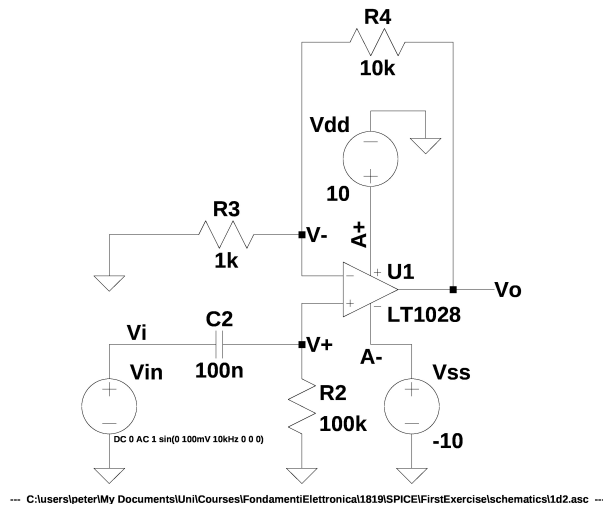 R4
10k
Vdd
10
R3
1k
V-
A+
U1
Vo
LT1028
Vi
C2
V+
A-
Vin
100n
R2
100k
Vss
-10
DC 0 AC 1 sin(0 100mV 10kHz 0 0 0)
--- C:\users\peter\My Documents\Uni\Courses\FondamentiElettronica\1819\SPICE\FirstExercise\schematics\1d2.asc ---